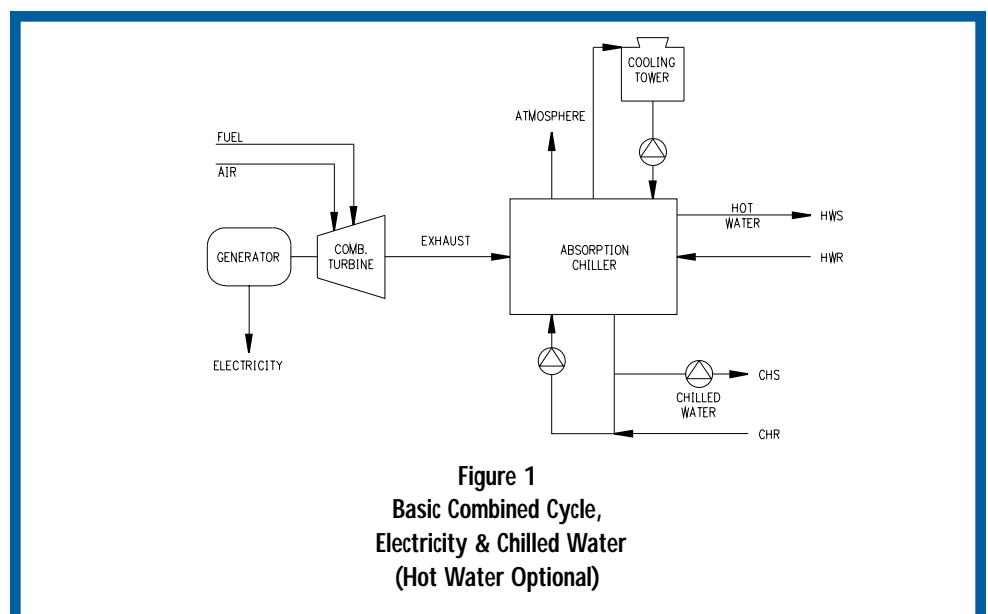 COOLING
TOWER
ATMOSPHERE
FUEL
AIR
HOT
WATER
HWS
EXHAUST
GENERATOR
COMB.
TURBINE
ABSORPTION
CHILLER
HWR
ELECTRICITY
CHS
CHILLED
WATER
CHR
Figure 1
Basic Combined Cycle,
Electricity & Chilled Water
(Hot Water Optional)